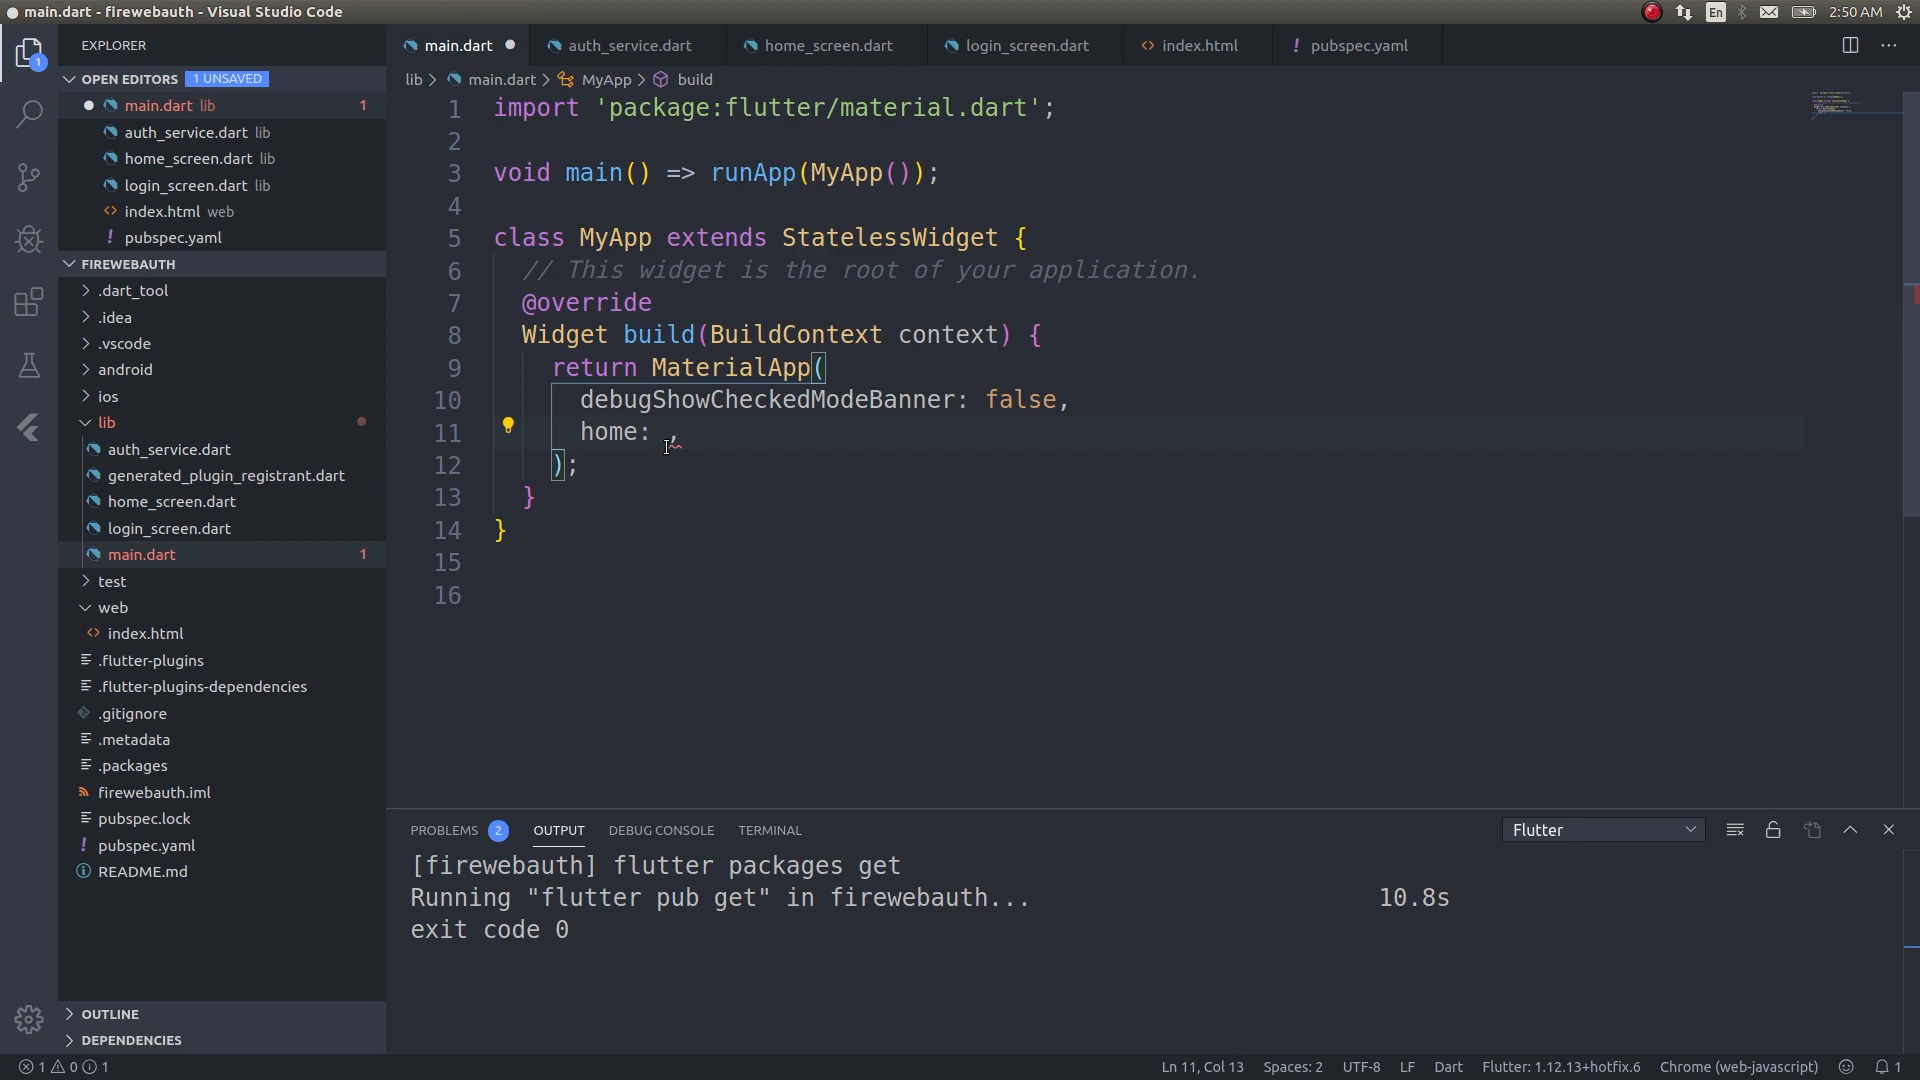 main.dart - firewebauth - Visual Studio Code
En
2:50 AM
EXPLORER
main.dart
auth_service.dart
home_screen.dart
login_screen.dart
index.html
pubspec.yaml
OPEN EDITORS 1 UNSAVED
lib > main.dart > MyApp > build
main.dart lib 1
auth_service.dart lib
home_screen.dart lib
login_screen.dart lib
index.html web
pubspec.yaml
FIREWEBAUTH
.dart_tool
.idea
.vscode
android
ios
lib
auth_service.dart
generated_plugin_registrant.dart
home_screen.dart
login_screen.dart
main.dart 1
test
web
index.html
.flutter-plugins
.flutter-plugins-dependencies
.gitignore
.metadata
.packages
firewebauth.iml
pubspec.lock
pubspec.yaml
README.md
OUTLINE
DEPENDENCIES
1
1 import 'package:flutter/material.dart';
2
3 void main() => runApp(MyApp());
4
5 class MyApp extends StatelessWidget {
6 // This widget is the root of your application.
7 @override
8 Widget build(BuildContext context) {
9 return MaterialApp(
10 debugShowCheckedModeBanner: false,
11 home: ,
12 );
13 }
14 }
15
16
PROBLEMS 2 OUTPUT DEBUG CONSOLE TERMINAL
Flutter
[firewebauth] flutter packages get
Running "flutter pub get" in firewebauth... 10.8s
exit code 0
1 0 1
Ln 11, Col 13 Spaces: 2 UTF-8 LF Dart Flutter: 1.12.13+hotfix.6 Chrome (web-javascript) 1